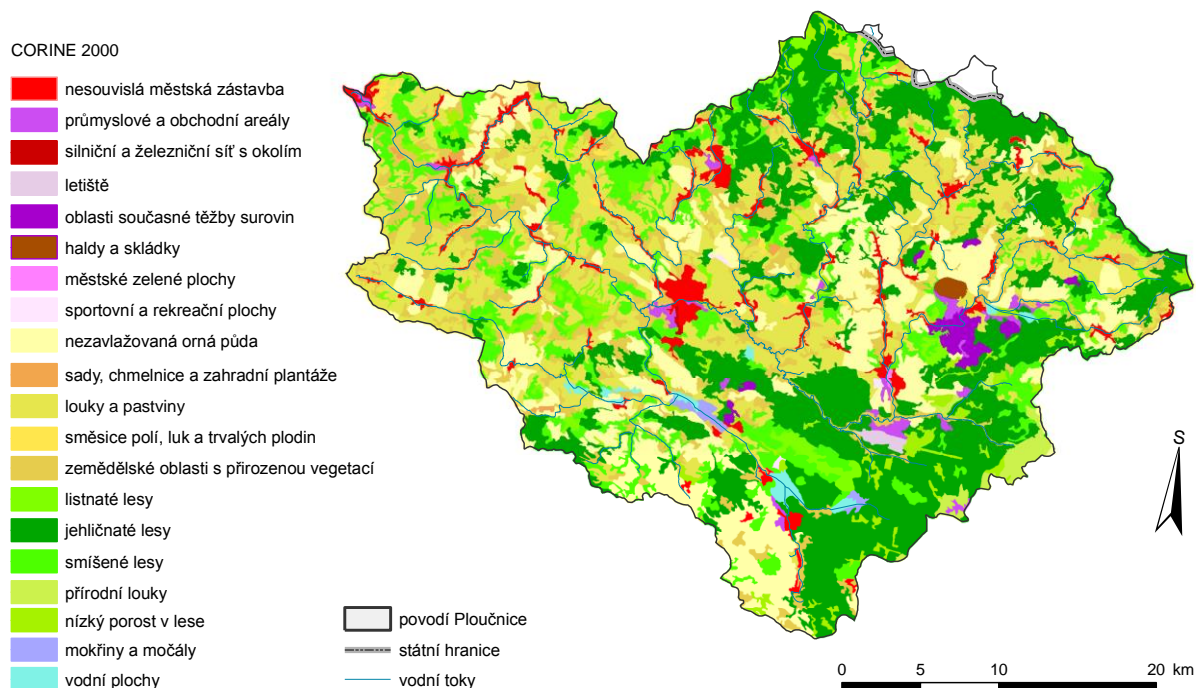 CORINE 2000
nesouvislá městská zástavba
průmyslové a obchodní areály
silniční a železniční síť s okolím
letiště
oblasti současné těžby surovin
haldy a skládky
městské zelené plochy
sportovní a rekreační plochy
nezavlažovaná orná půda
sady, chmelnice a zahradní plantáže
louky a pastviny
směsice polí, luk a trvalých plodin
zemědělské oblasti s přirozenou vegetací
listnaté lesy
jehličnaté lesy
smíšené lesy
přírodní louky
nízký porost v lese
mokřiny a močály
vodní plochy
povodí Ploučnice
státní hranice
vodní toky
S
0 5 10 20 km